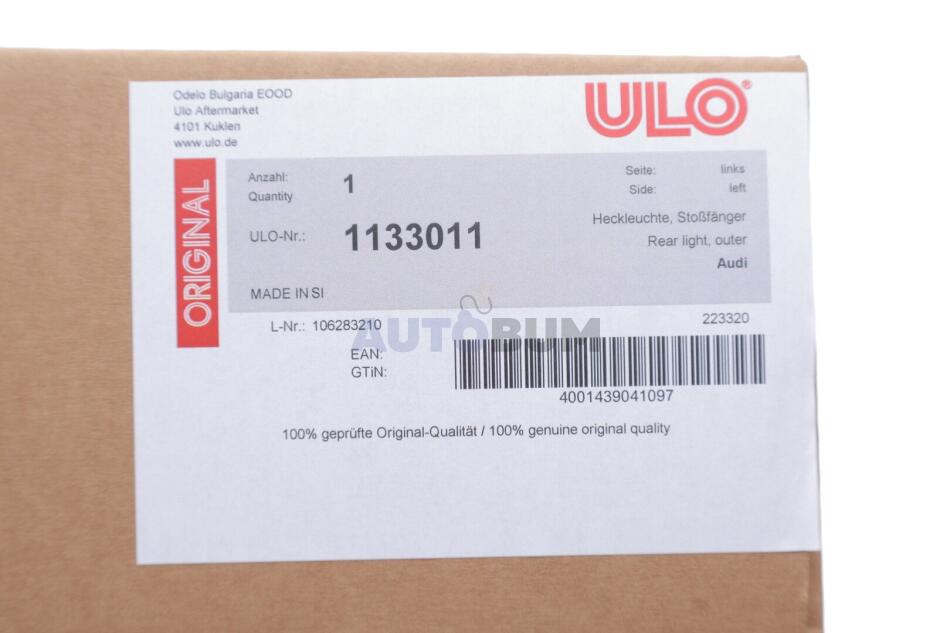 Odelo Bulgaria EOOD
Ulo Aftermarket
4101 Kuklen
www.ulo.de
ULO®
ORIGINAL
Anzahl: 1
Quantity
Seite: links
Side: left
ULO-Nr.: 1133011
Heckleuchte, Stoßfänger
Rear light, outer
Audi
MADE IN SI
L-Nr.: 106283210
223320
AUTOBUM
EAN:
GTiN:
4001439041097
100% geprüfte Original-Qualität / 100% genuine original quality